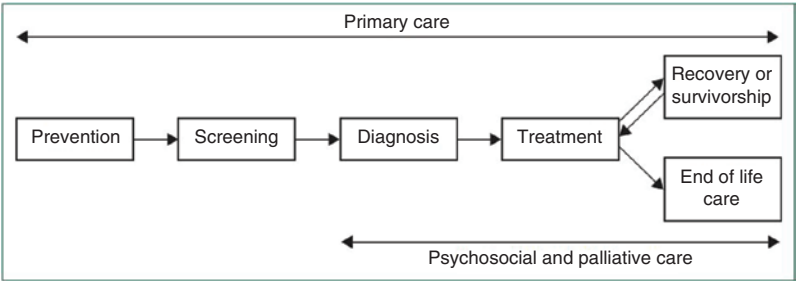 Primary care
Recovery or
survivorship
Prevention
Screening
Diagnosis
Treatment
End of life
care
Psychosocial and palliative care